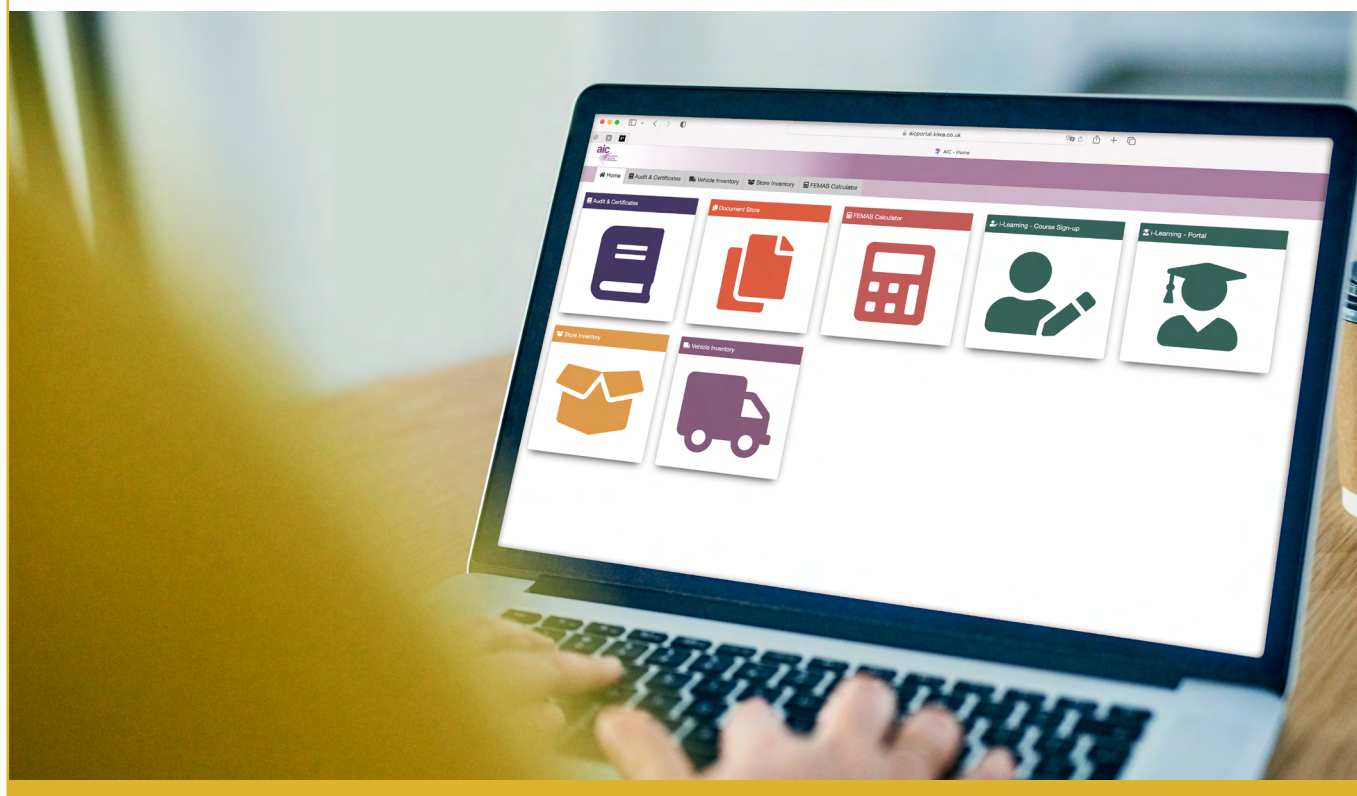 aicportal.kiwa.co.uk
AIC - Home
aic
Home Audit & Certificates Vehicle Inventory Store Inventory FEMAS Calculator
Audit & Certificates
Document Store
FEMAS Calculator
i-Learning - Course Sign-up
i-Learning - Portal
Store Inventory
Vehicle Inventory